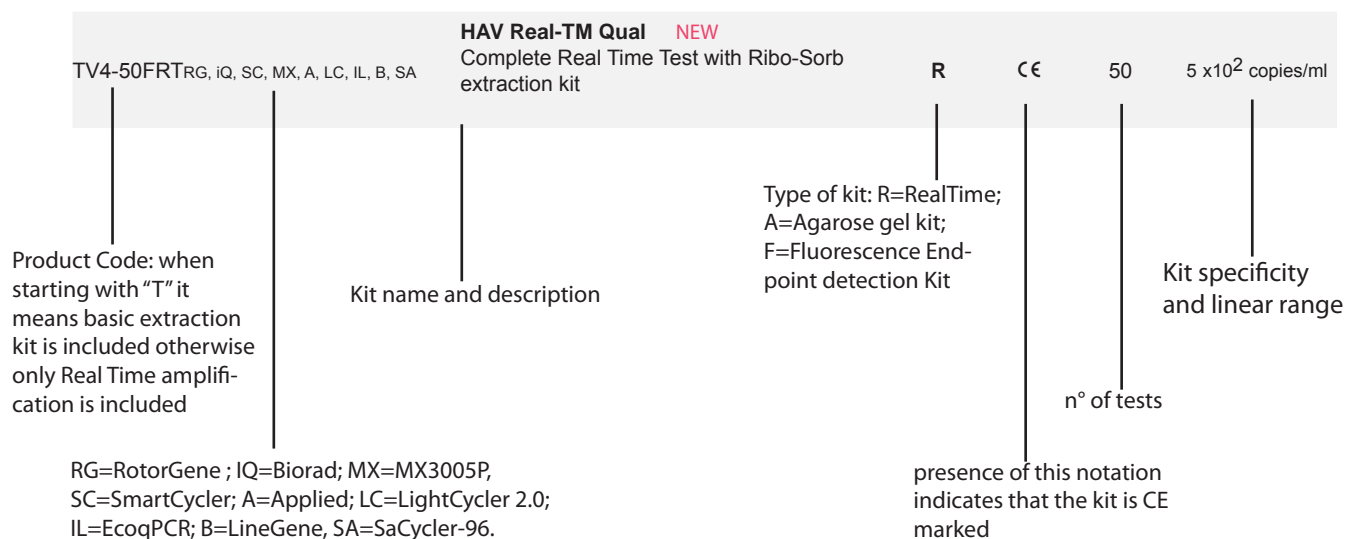 HAV Real-TM Qual NEW
TV4-50FRTRG, iQ, SC, MX, A, LC, IL, B, SA
Complete Real Time Test with Ribo-Sorb
extraction kit
R
CE
50
5 x10² copies/ml
Product Code: when
starting with “T” it
means basic extraction
kit is included otherwise
only Real Time amplifi-
cation is included
RG=RotorGene ; IQ=Biorad; MX=MX3005P,
SC=SmartCycler; A=Applied; LC=LightCycler 2.0;
IL=EcoqPCR; B=LineGene, SA=SaCycler-96.
Kit name and description
Type of kit: R=RealTime;
A=Agarose gel kit;
F=Fluorescence End-
point detection Kit
presence of this notation
indicates that the kit is CE
marked
n° of tests
Kit specificity
and linear range